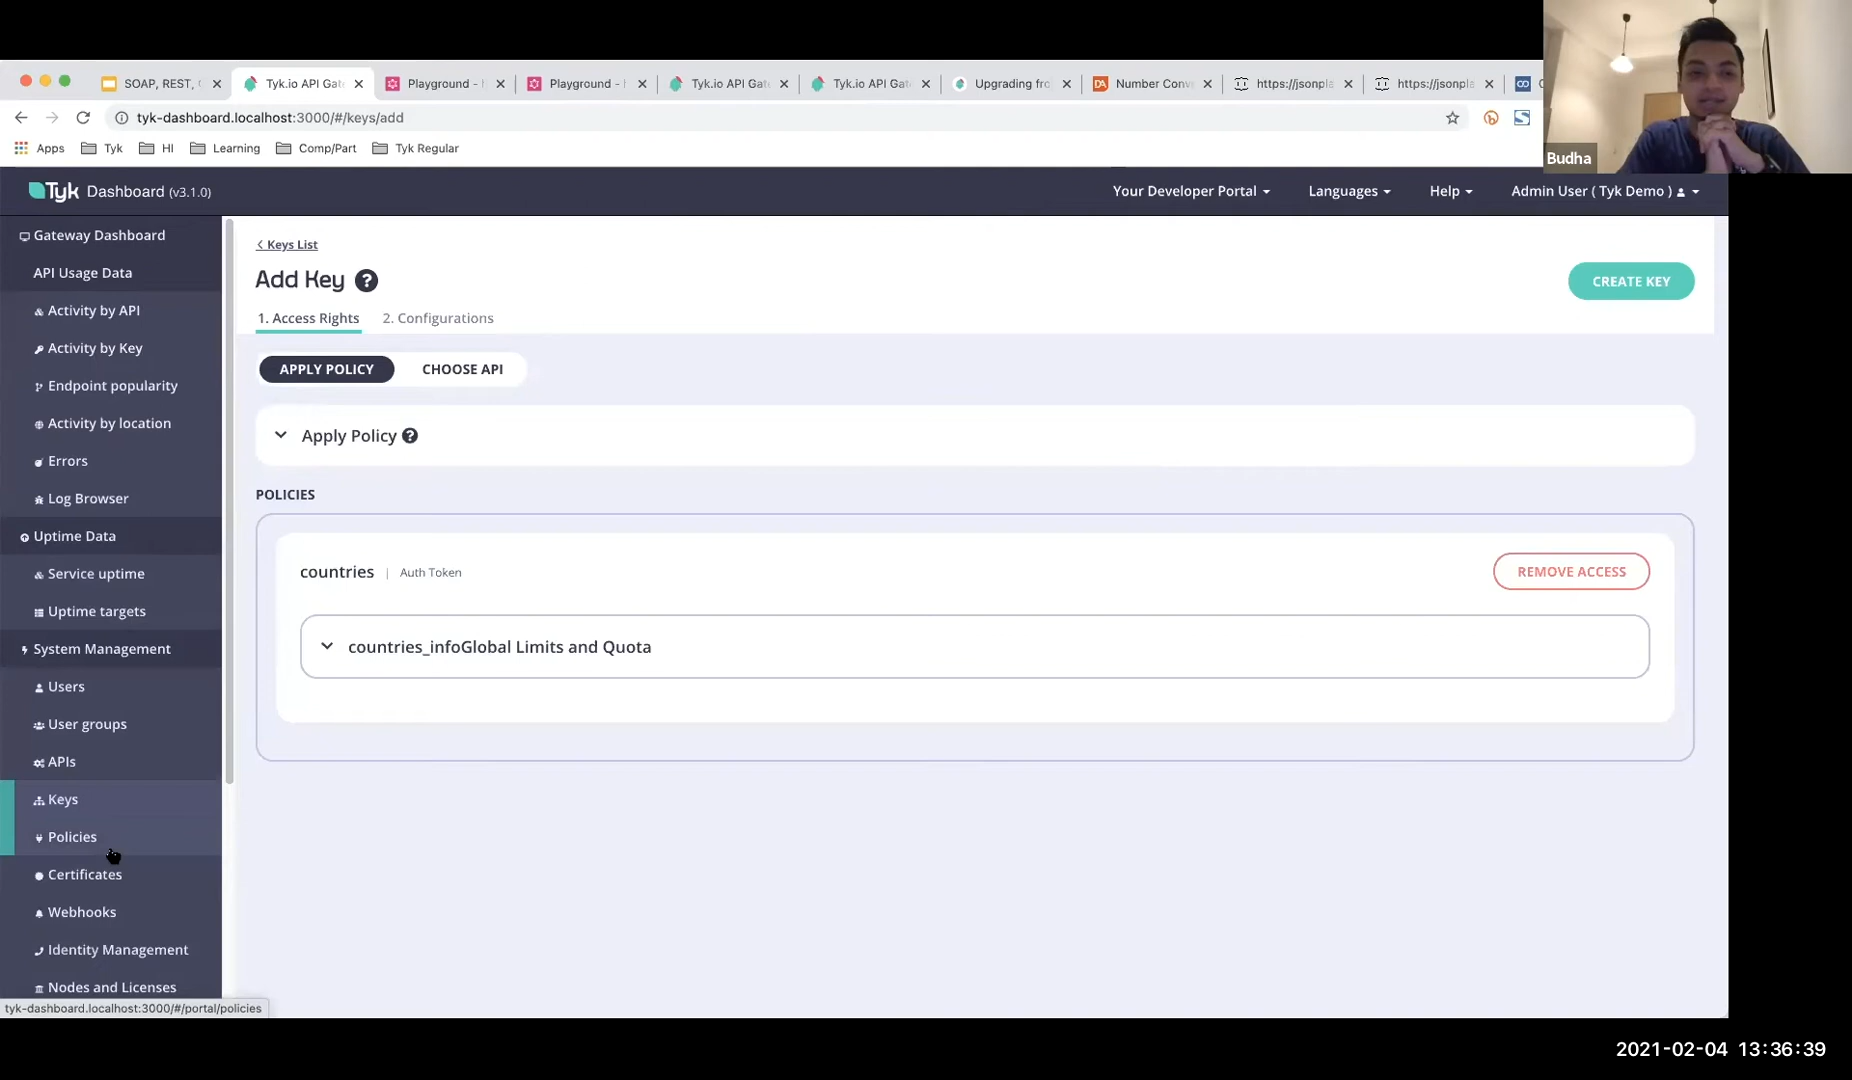 SOAP, REST,
Tyk.io API Gate
Playground -
Playground -
Tyk.io API Gate
Tyk.io API Gate
Upgrading fro
Number Conv
https://jsonpla
https://jsonpla
tyk-dashboard.localhost:3000/#/keys/add
Apps
Tyk
HI
Learning
Comp/Part
Tyk Regular
Budha
Tyk Dashboard (v3.1.0)
Your Developer Portal
Languages
Help
Admin User ( Tyk Demo )
Gateway Dashboard
API Usage Data
Activity by API
Activity by Key
Endpoint popularity
Activity by location
Errors
Log Browser
Uptime Data
Service uptime
Uptime targets
System Management
Users
User groups
APIs
Keys
Policies
Certificates
Webhooks
Identity Management
Nodes and Licenses
tyk-dashboard.localhost:3000/#/portal/policies
< Keys List
Add Key ?
CREATE KEY
1. Access Rights
2. Configurations
APPLY POLICY
CHOOSE API
Apply Policy ?
POLICIES
countries | Auth Token
REMOVE ACCESS
countries_infoGlobal Limits and Quota
2021-02-04 13:36:39